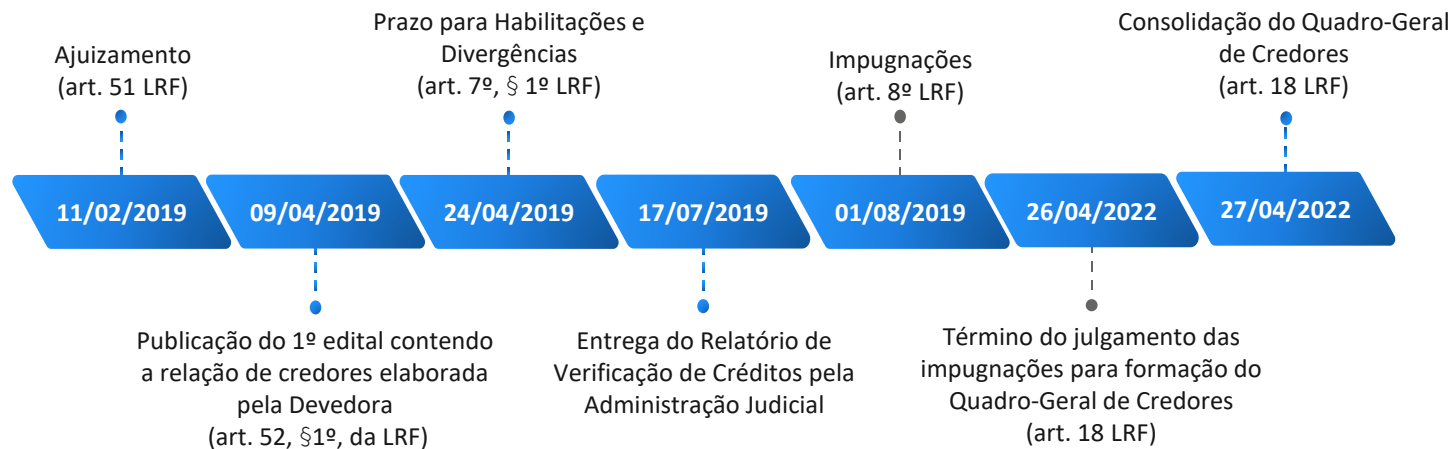 Ajuizamento
(art. 51 LRF)
Prazo para Habilitações e
Divergências
(art. 7º, § 1º LRF)
Impugnações
(art. 8º LRF)
Consolidação do Quadro-Geral
de Credores
(art. 18 LRF)
11/02/2019
09/04/2019
24/04/2019
17/07/2019
01/08/2019
26/04/2022
27/04/2022
Publicação do 1º edital contendo
a relação de credores elaborada
pela Devedora
(art. 52, §1º, da LRF)
Entrega do Relatório de
Verificação de Créditos pela
Administração Judicial
Término do julgamento das
impugnações para formação do
Quadro-Geral de Credores
(art. 18 LRF)